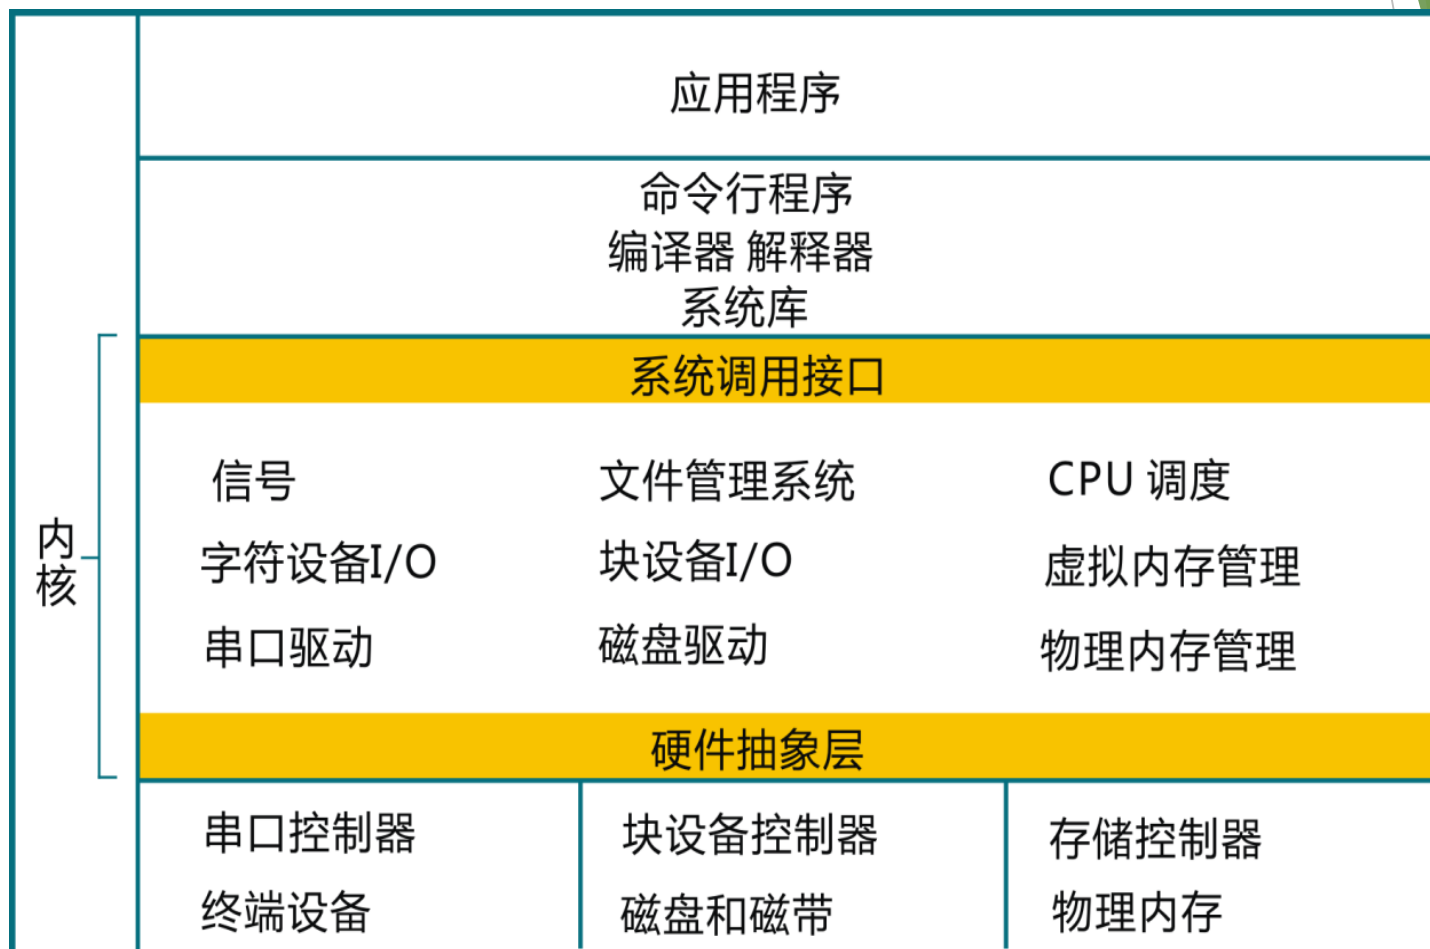 应用程序
命令行程序
编译器 解释器
系统库
系统调用接口
信号 文件管理系统 CPU 调度
字符设备I/O 块设备I/O 虚拟内存管理
内核
串口驱动 磁盘驱动 物理内存管理
硬件抽象层
串口控制器 块设备控制器 存储控制器
终端设备 磁盘和磁带 物理内存